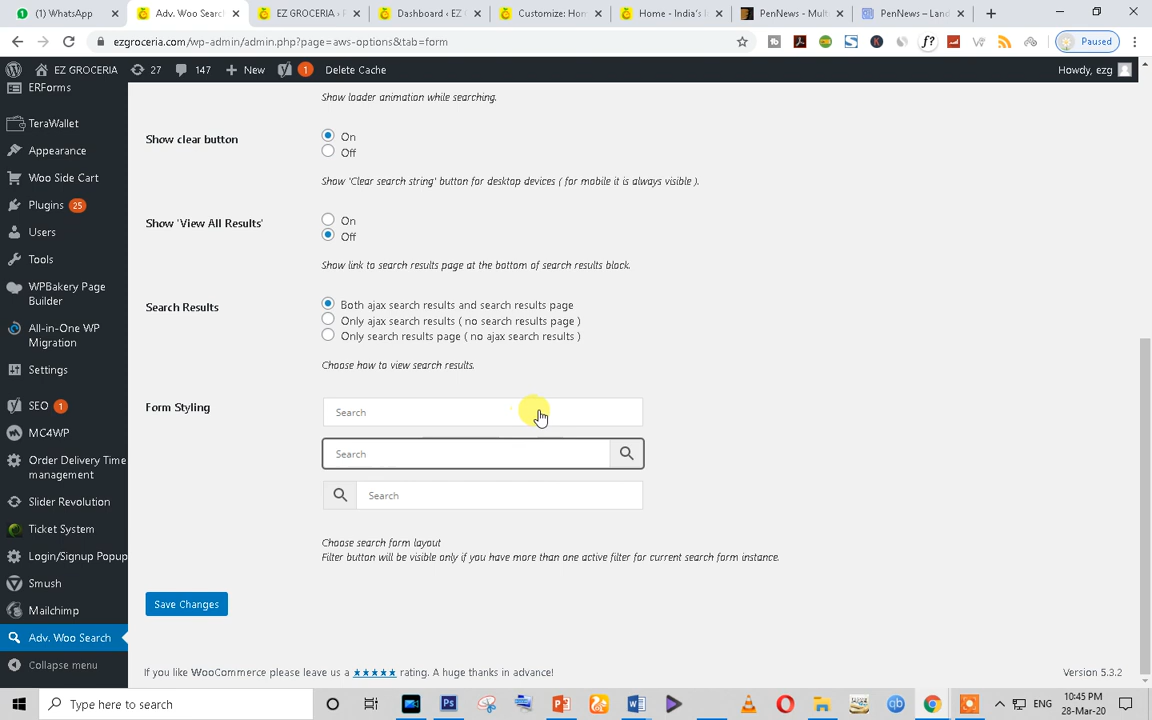 WhatsApp
Adv. Woo Searc
EZ GROCERIA ‹ F
Dashboard ‹ EZ G
Customize: Hom
Home - India's I
PenNews - Mult
PenNews – Land
ezgroceria.com/wp-admin/admin.php?page=aws-options&tab=form
Paused
EZ GROCERIA
27
147
New
1
Delete Cache
Howdy, ezg
ERForms
TeraWallet
Appearance
Woo Side Cart
Plugins 25
Users
Tools
WPBakery Page
Builder
All-in-One WP
Migration
Settings
SEO 1
MC4WP
Order Delivery Time
management
Slider Revolution
Ticket System
Login/Signup Popup
Smush
Mailchimp
Adv. Woo Search
Collapse menu
Show loader animation while searching.
Show clear button
On
Off
Show 'Clear search string' button for desktop devices ( for mobile it is always visible ).
Show 'View All Results'
On
Off
Show link to search results page at the bottom of search results block.
Search Results
Both ajax search results and search results page
Only ajax search results ( no search results page )
Only search results page ( no ajax search results )
Choose how to view search results.
Form Styling
Search
Search
Search
Choose search form layout
Filter button will be visible only if you have more than one active filter for current search form instance.
Save Changes
If you like WooCommerce please leave us a ★★★★★ rating. A huge thanks in advance!
Version 5.3.2
Type here to search
ENG
10:45 PM
28-Mar-20